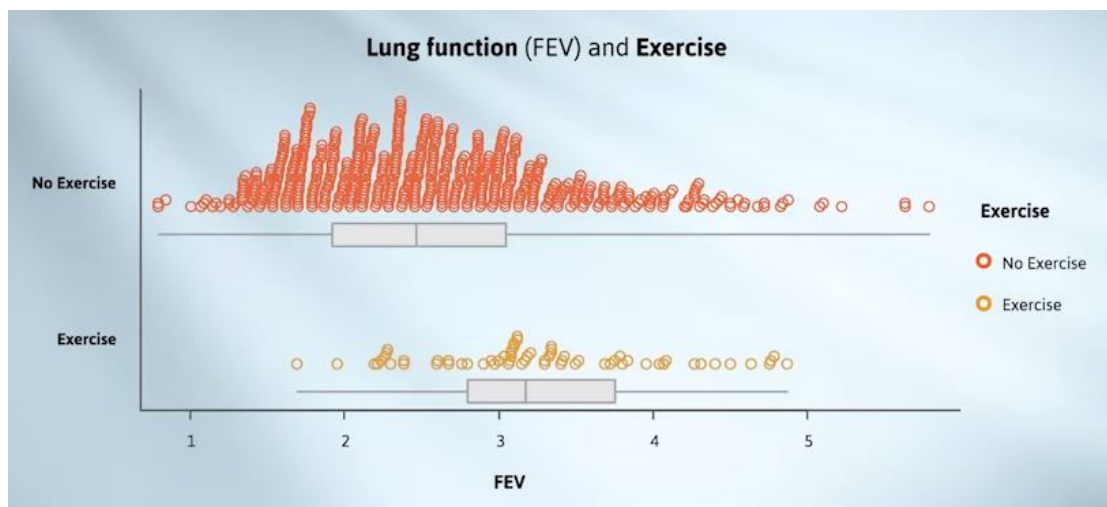 Lung function (FEV) and Exercise
No Exercise
Exercise
Exercise
No Exercise
Exercise
1 2 3 4 5
FEV